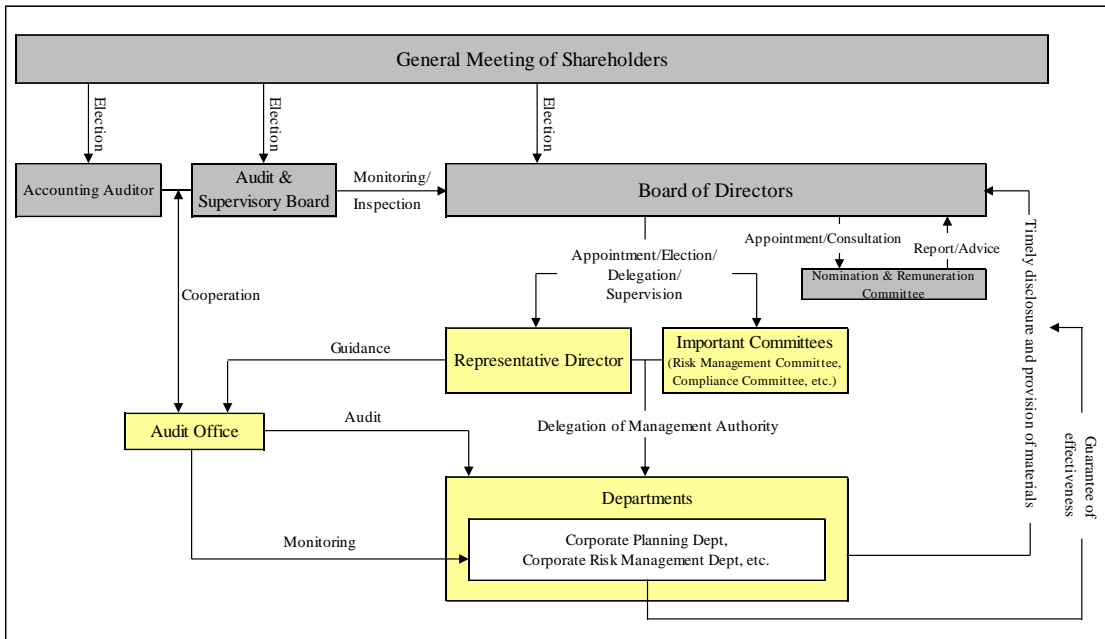 General Meeting of Shareholders
Election
Election
Election
Accounting Auditor
Audit &
Supervisory Board
Monitoring/
Inspection
Board of Directors
Appointment/Consultation
Report/Advice
Nomination & Remuneration
Committee
Appointment/Election/
Delegation/
Supervision
Cooperation
Timely disclosure and provision of materials
Guidance
Representative Director
Important Committees
(Risk Management Committee,
Compliance Committee, etc.)
Audit Office
Audit
Delegation of Management Authority
Guarantee of
effectiveness
Departments
Monitoring
Corporate Planning Dept,
Corporate Risk Management Dept, etc.